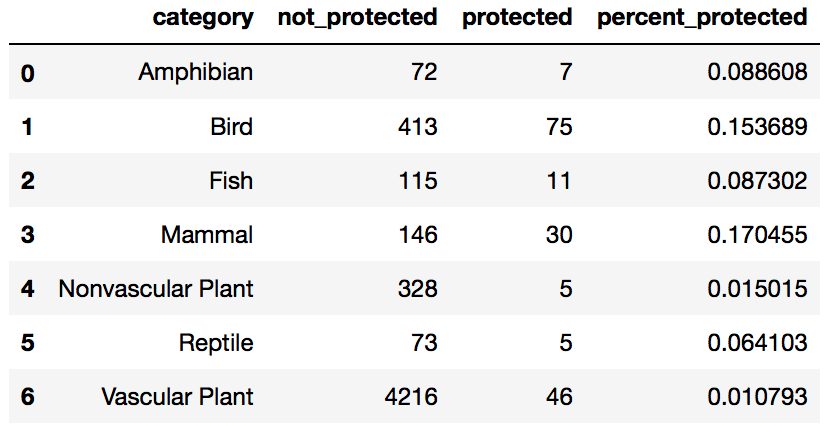 category not_protected protected percent_protected
0 Amphibian 72 7 0.088608
1 Bird 413 75 0.153689
2 Fish 115 11 0.087302
3 Mammal 146 30 0.170455
4 Nonvascular Plant 328 5 0.015015
5 Reptile 73 5 0.064103
6 Vascular Plant 4216 46 0.010793